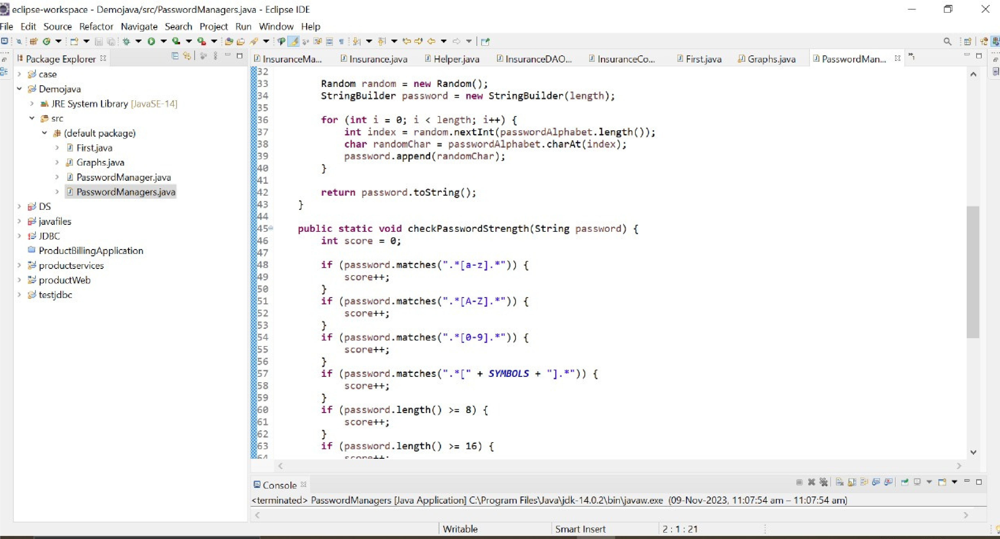 eclipse-workspace - Demojava/src/PasswordManagers.java - Eclipse IDE
File Edit Source Refactor Navigate Search Project Run Window Help
Package Explorer
case
Demojava
JRE System Library [JavaSE-14]
src
(default package)
First.java
Graphs.java
PasswordManager.java
PasswordManagers.java
DS
javafiles
JDBC
ProductBillingApplication
productservices
productWeb
testjdbc
InsuranceMa... Insurance.java Helper.java InsuranceDAO... InsuranceCo... First.java Graphs.java PasswordMan... »1
32
33 Random random = new Random();
34 StringBuilder password = new StringBuilder(length);
35
36 for (int i = 0; i < length; i++) {
37 int index = random.nextInt(passwordAlphabet.length());
38 char randomChar = passwordAlphabet.charAt(index);
39 password.append(randomChar);
40 }
41
42 return password.toString();
43 }
44
45 public static void checkPasswordStrength(String password) {
46 int score = 0;
47
48 if (password.matches(".*[a-z].*")) {
49 score++;
50 }
51 if (password.matches(".*[A-Z].*")) {
52 score++;
53 }
54 if (password.matches(".*[0-9].*")) {
55 score++;
56 }
57 if (password.matches(".*[" + SYMBOLS + "].*")) {
58 score++;
59 }
60 if (password.length() >= 8) {
61 score++;
62 }
63 if (password.length() >= 16) {
64 score++;
Console
<terminated> PasswordManagers [Java Application] C:\Program Files\Java\jdk-14.0.2\bin\javaw.exe (09-Nov-2023, 11:07:54 am – 11:07:54 am)
Writable Smart Insert 2 : 1 : 21